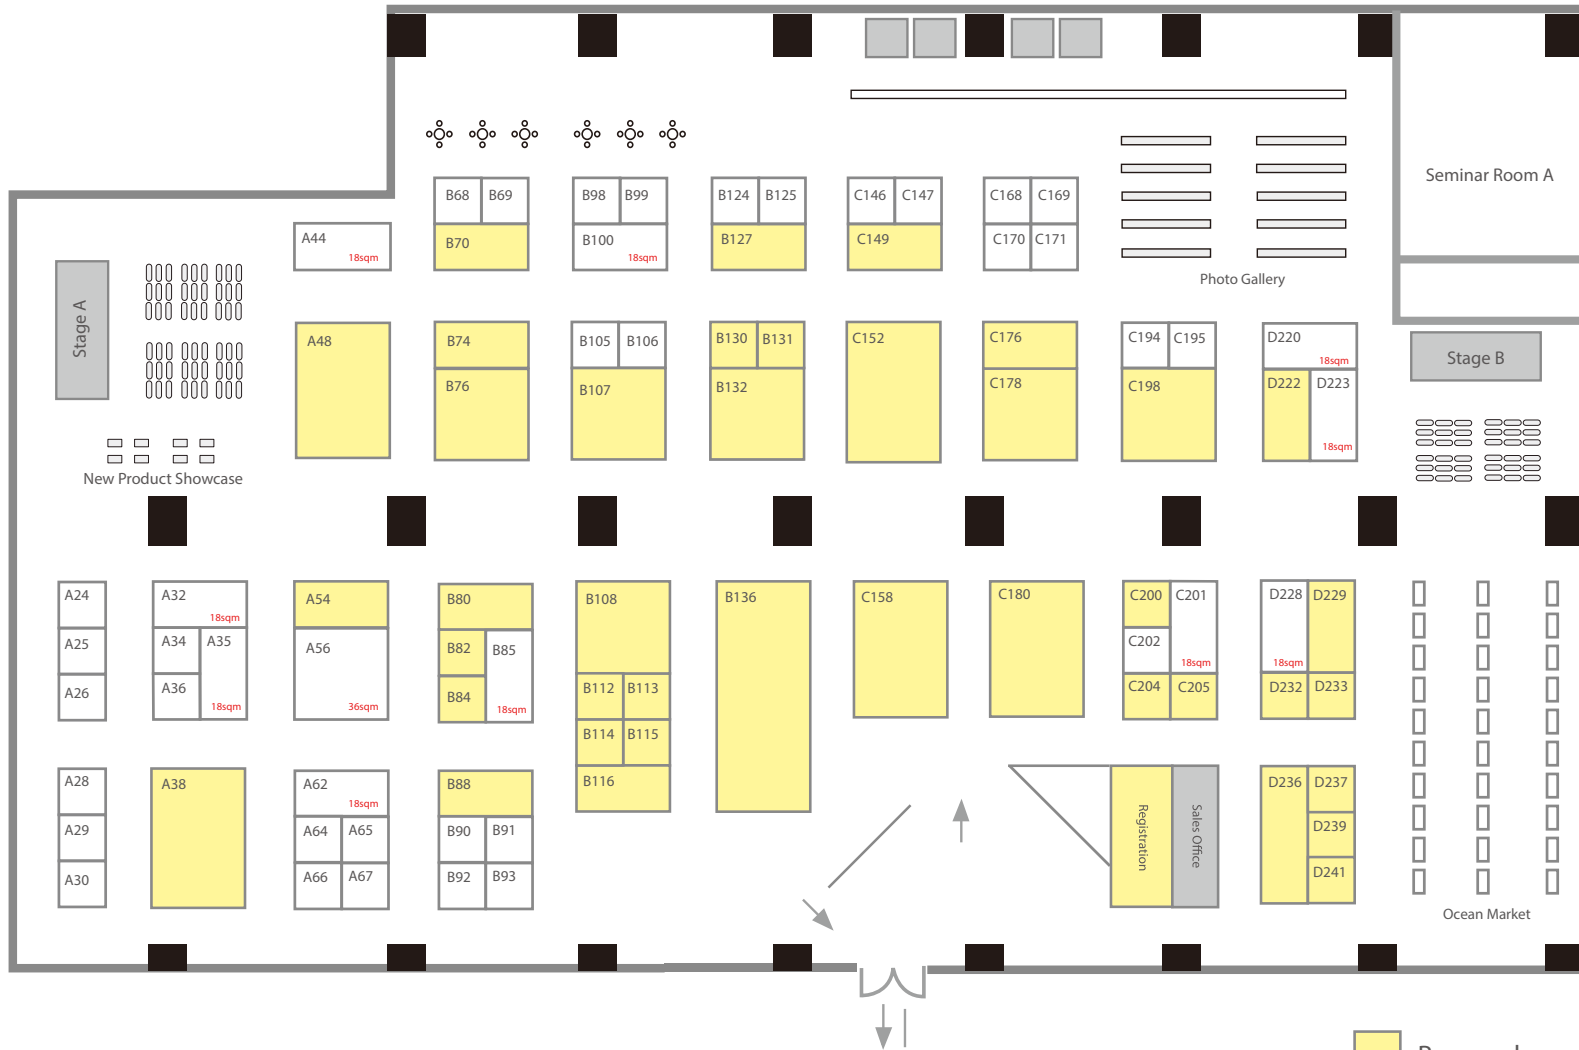 Seminar Room A
B68 B69
B98 B99
B124 B125
C146 C147
C168 C169
A44
18sqm
B70
B100
18sqm
B127
C149
C170 C171
Photo Gallery
Stage A
A48
B74
B105 B106
B130 B131
C152
C176
C194 C195
D220
18sqm
Stage B
B76
B107
B132
C178
C198
D222 D223
18sqm
New Product Showcase
A24
A32
18sqm
A54
B80
B108
B136
C158
C180
C200 C201
D228 D229
A25
A34 A35
A56
B82 B85
C202
18sqm
18sqm
A26
A36
18sqm
36sqm
B84
18sqm
B112 B113
C204 C205
D232 D233
B114 B115
A28
A38
A62
18sqm
B88
B116
Registration
Sales Office
D236 D237
A29
A64 A65
B90 B91
D239
A30
A66 A67
B92 B93
D241
Ocean Market